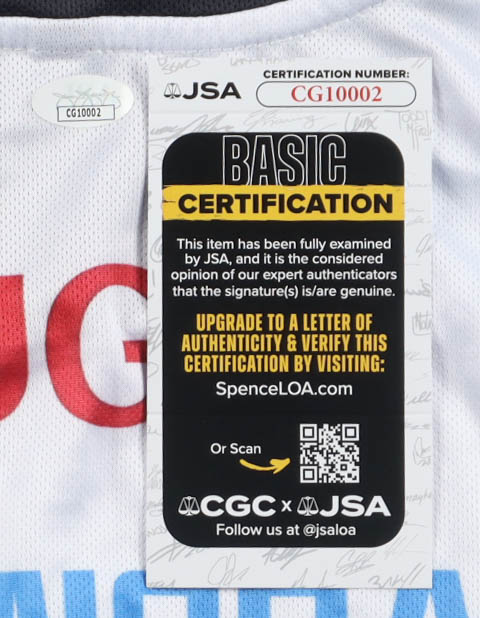 JSA
CERTIFICATION NUMBER:
CG10002
CG10002
BASIC
CERTIFICATION
This item has been fully examined
by JSA, and it is the considered
opinion of our expert authenticators
that the signature(s) is/are genuine.
UPGRADE TO A LETTER OF
AUTHENTICITY & VERIFY THIS
CERTIFICATION BY VISITING:
SpenceLOA.com
UG
Or Scan
CGC x JSA
Follow us at @jsaloa